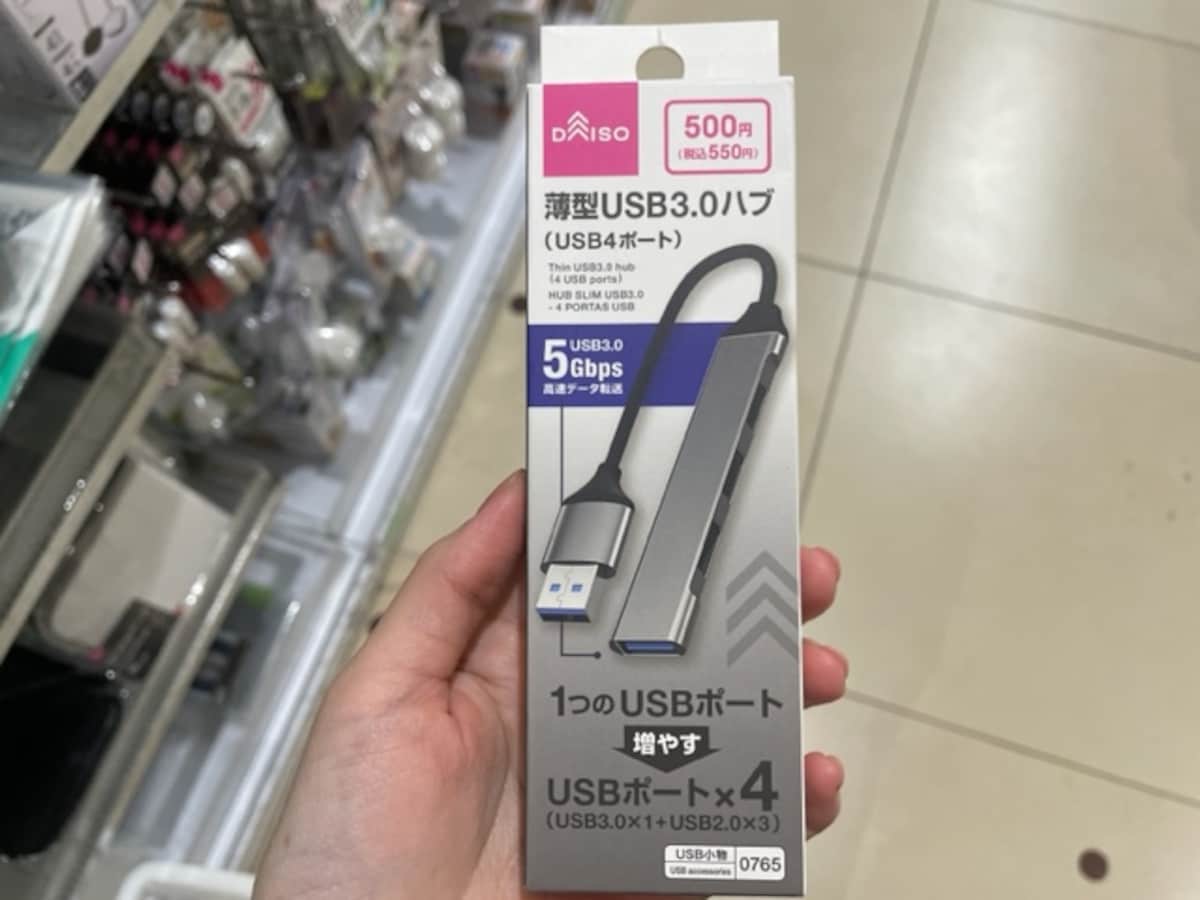 DAISO
500円
(税込550円)
薄型USB3.0ハブ
(USB4ポート)
Thin USB3.0 hub
(4 USB ports)
HUB SLIM USB3.0
- 4 PORTAS USB
USB3.0
5Gbps
高速データ転送
1つのUSBポート
増やす
USBポート×4
(USB3.0×1+USB2.0×3)
USB小物
USB accessories
0765